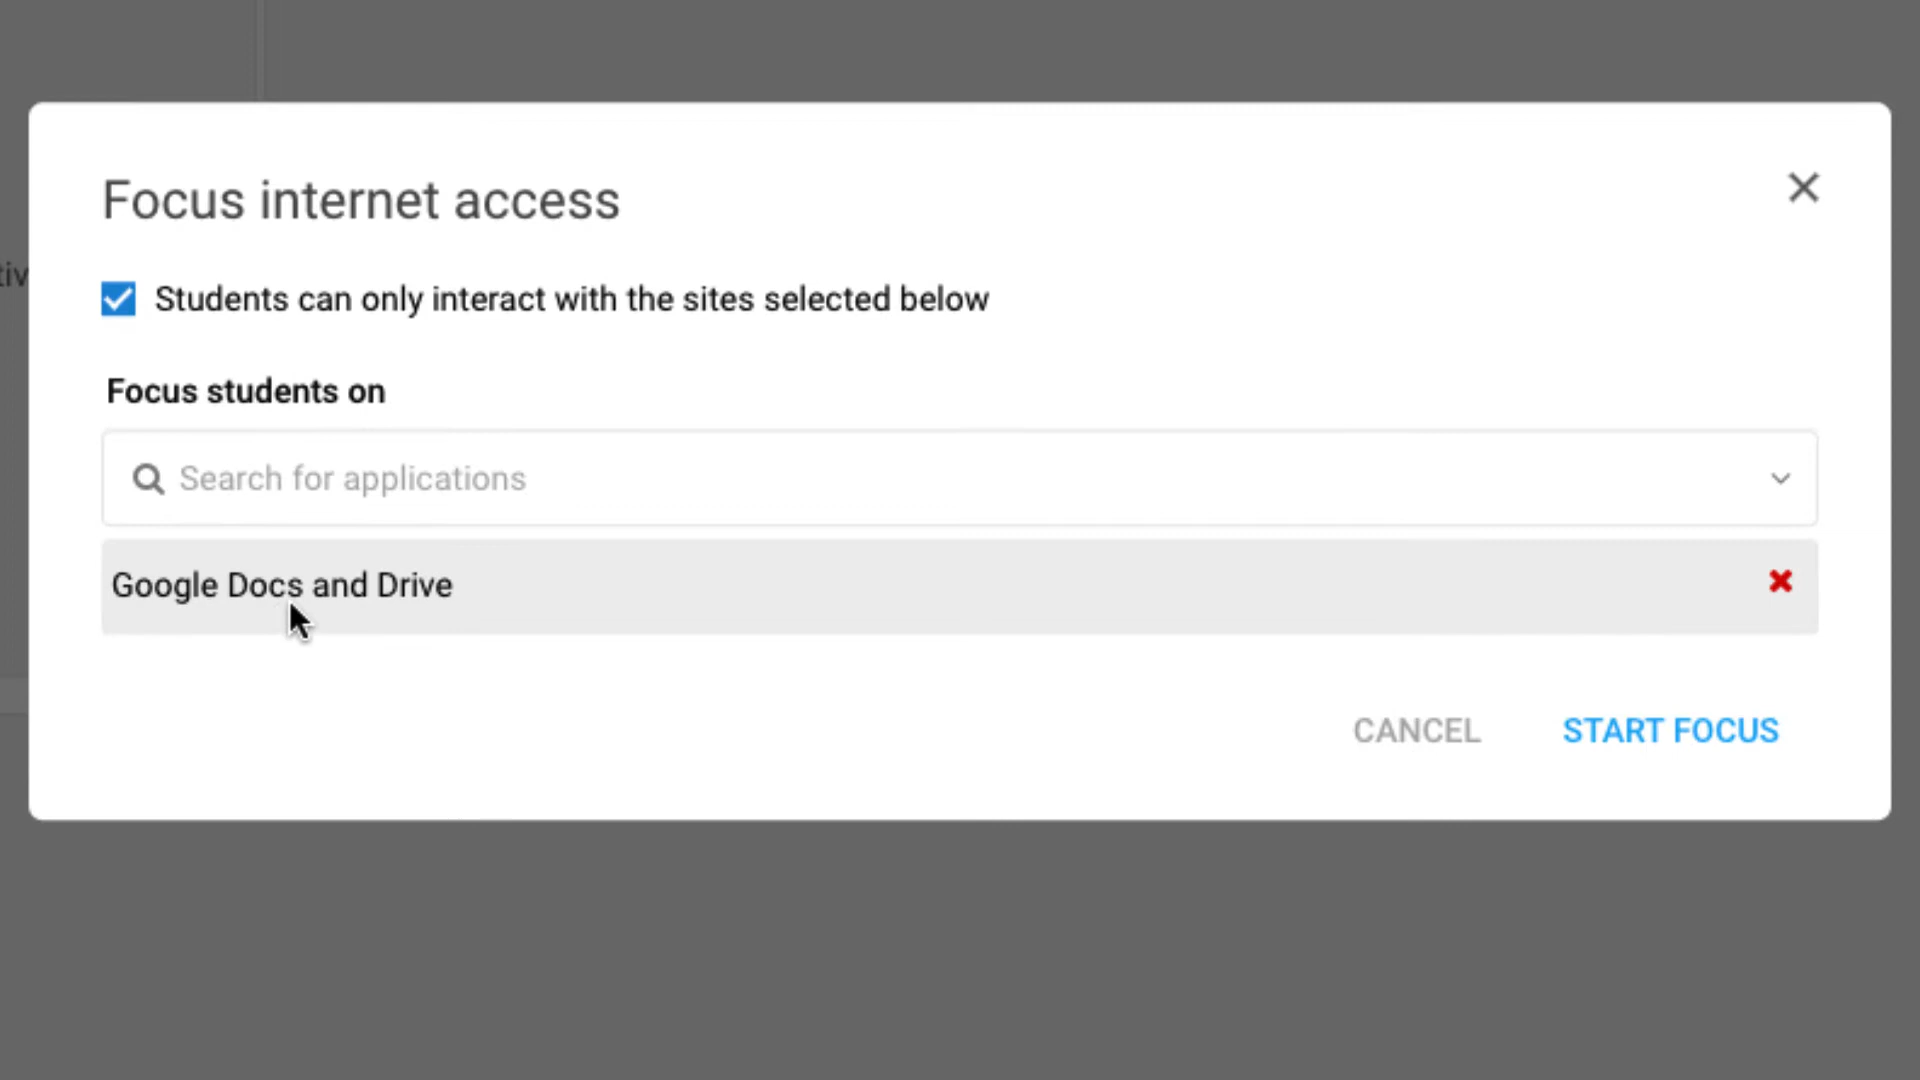 Focus internet access
Students can only interact with the sites selected below
tiv
Focus students on
Search for applications
Google Docs and Drive
CANCEL START FOCUS